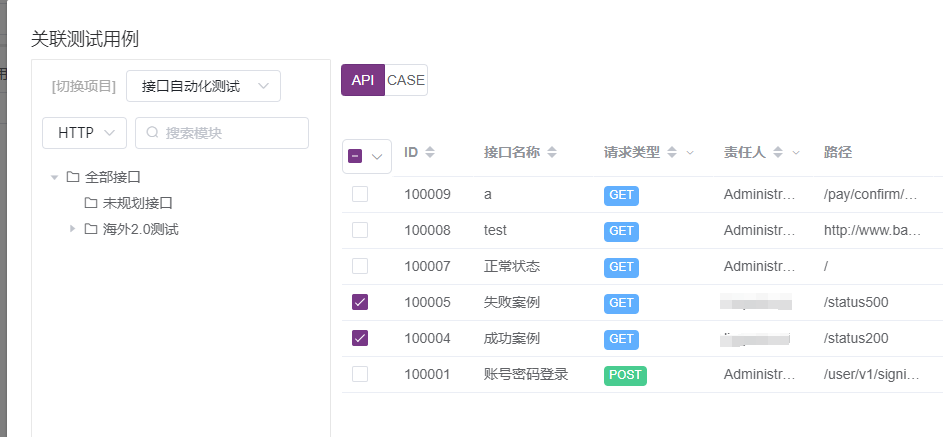 关联测试用例
[切换项目] 接口自动化测试
API CASE
HTTP 搜索模块
全部接口
未规划接口
海外2.0测试
ID 接口名称 请求类型 责任人 路径
100009 a GET Administr... /pay/confirm/...
100008 test GET Administr... http://www.ba...
100007 正常状态 GET Administr... /
100005 失败案例 GET /status500
100004 成功案例 GET /status200
100001 账号密码登录 POST Administr... /user/v1/signi...